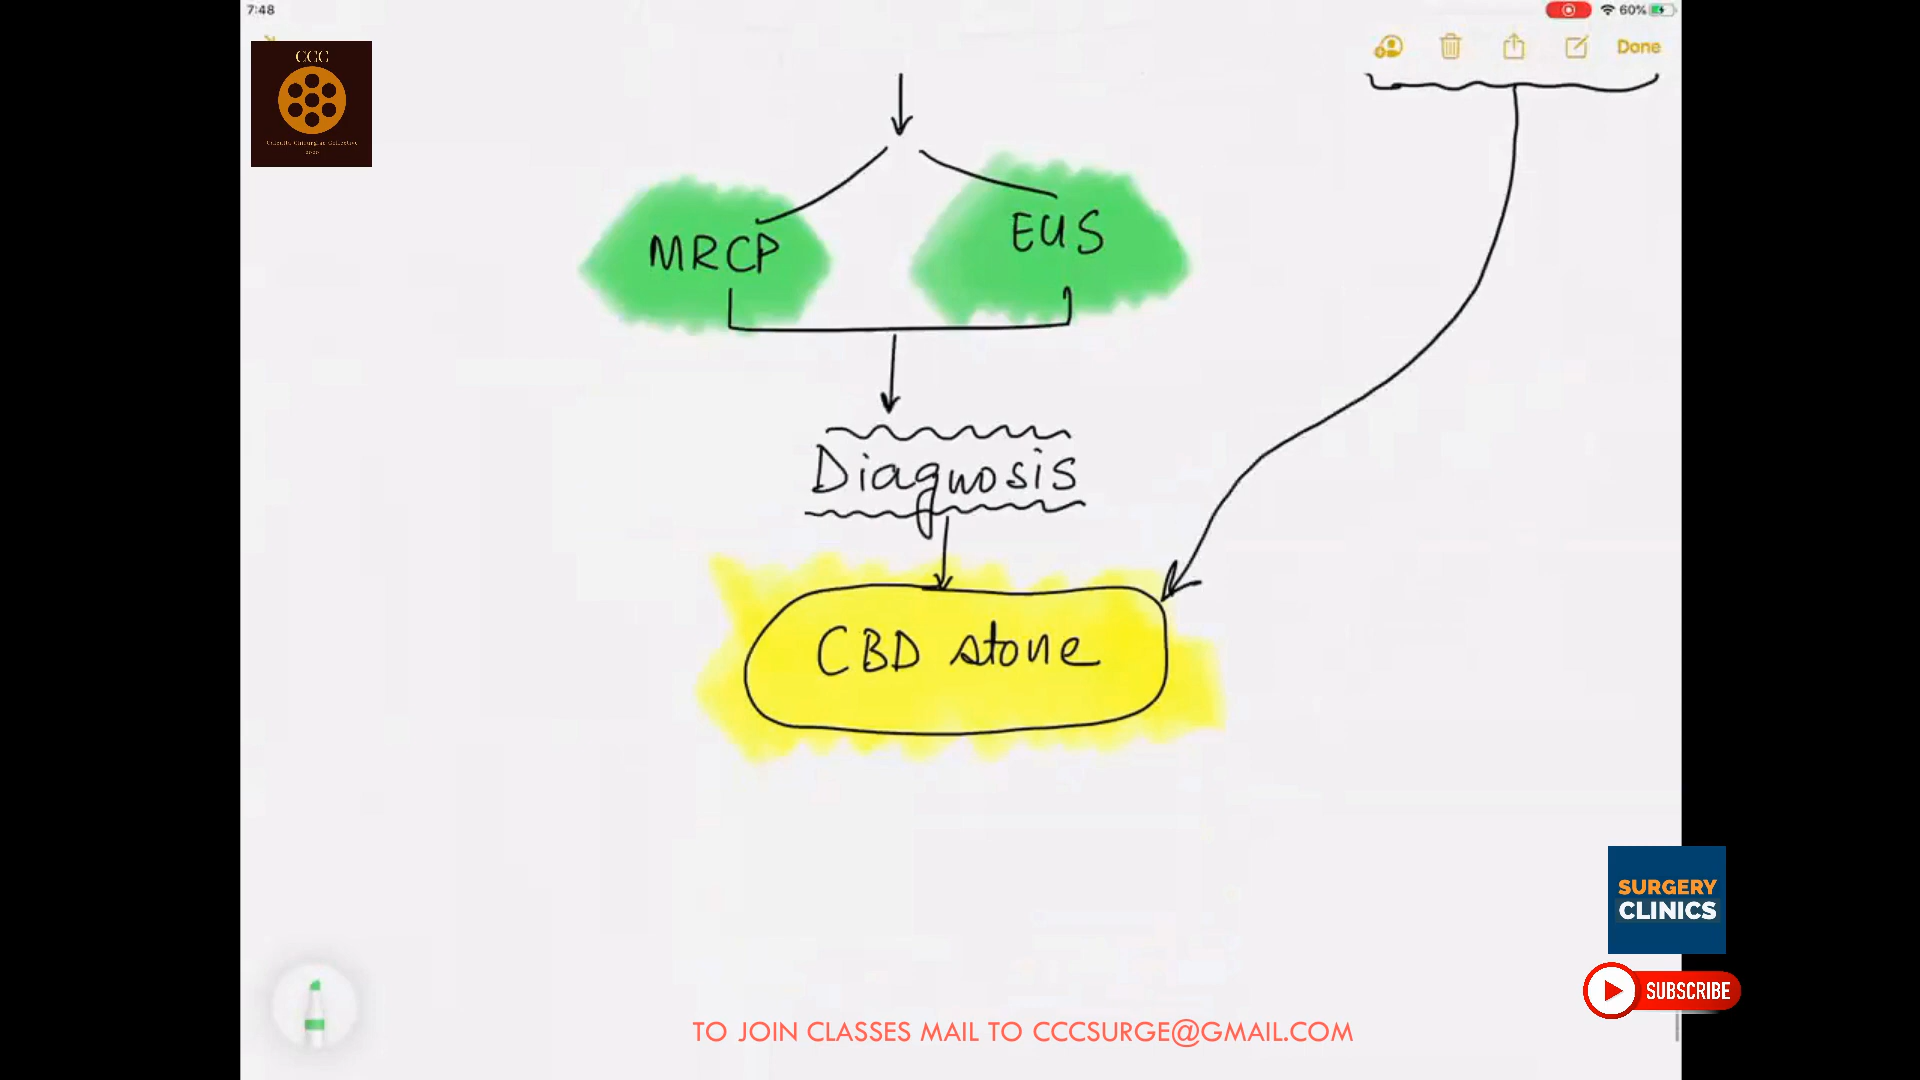 7:48
60%
CCC
Done
MRCP
EUS
Diagnosis
CBD stone
SURGERY
CLINICS
SUBSCRIBE
TO JOIN CLASSES MAIL TO CCCSURGE@GMAIL.COM